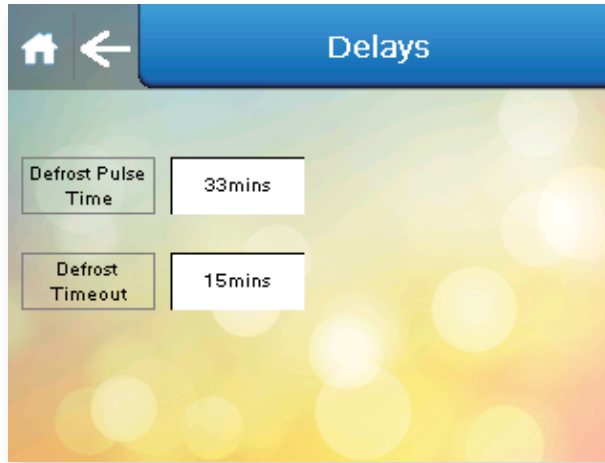 Delays
Defrost Pulse
Time
33mins
Defrost
Timeout
15mins